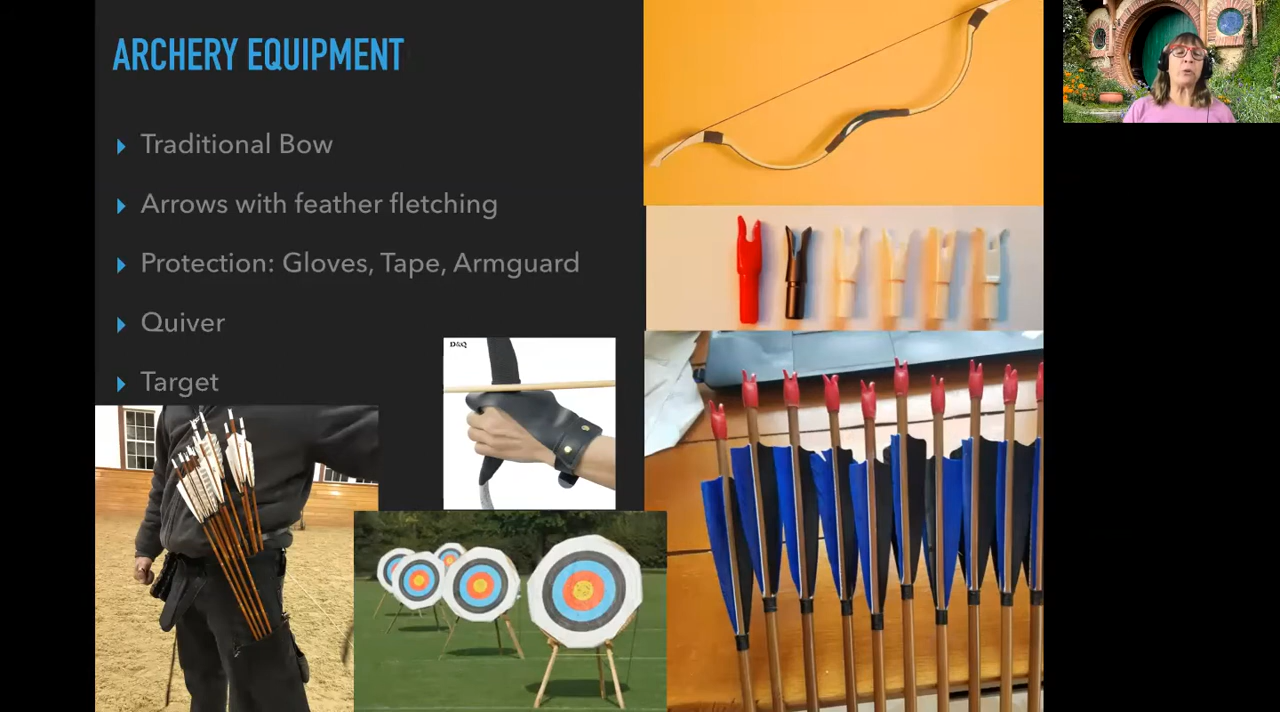 ARCHERY EQUIPMENT
Traditional Bow
Arrows with feather fletching
Protection: Gloves, Tape, Armguard
Quiver
Target
D&Q